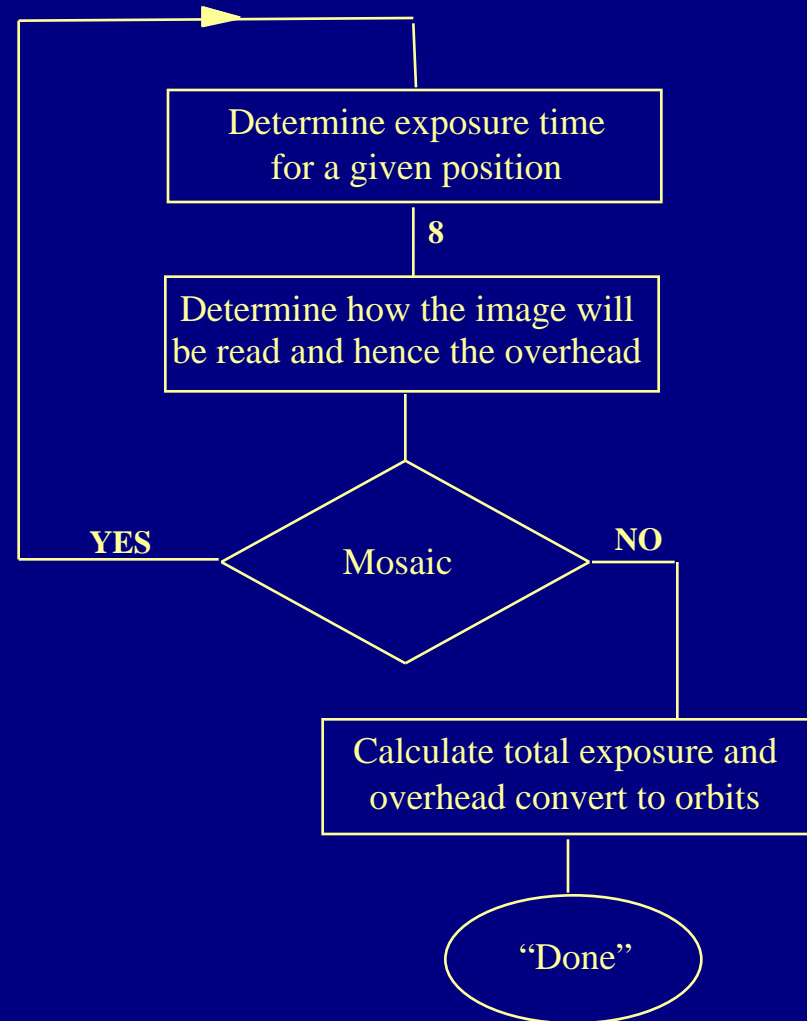 Determine exposure time
for a given position
8
Determine how the image will
be read and hence the overhead
YES
NO
Mosaic
Calculate total exposure and
overhead convert to orbits
“Done”